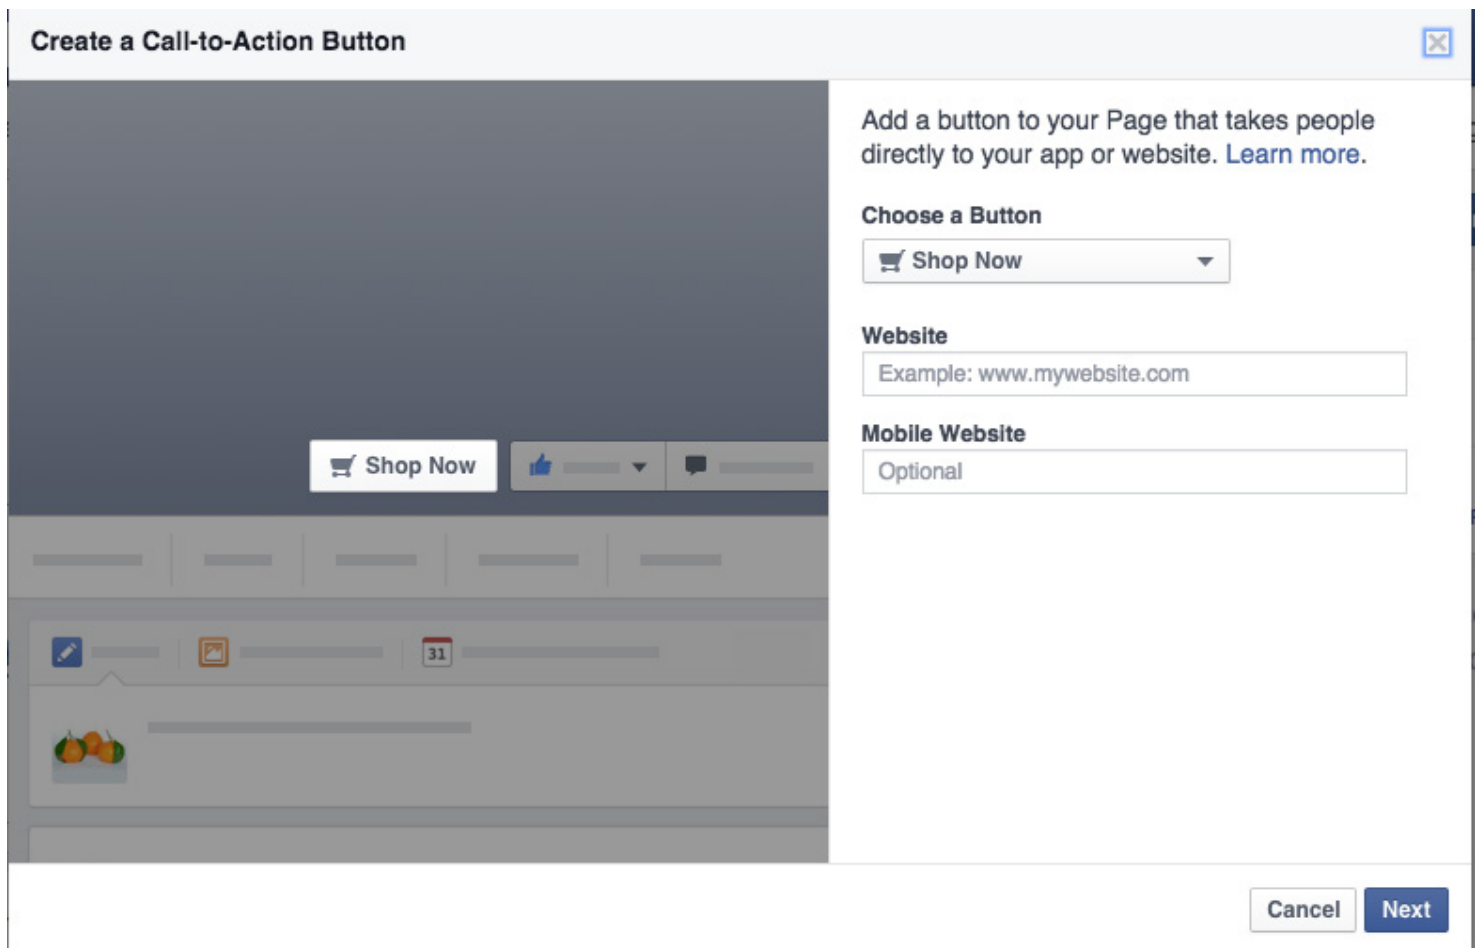 Create a Call-to-Action Button
Add a button to your Page that takes people
directly to your app or website. Learn more.
Choose a Button
Shop Now
Website
Example: www.mywebsite.com
Mobile Website
Optional
Shop Now
31
Cancel
Next